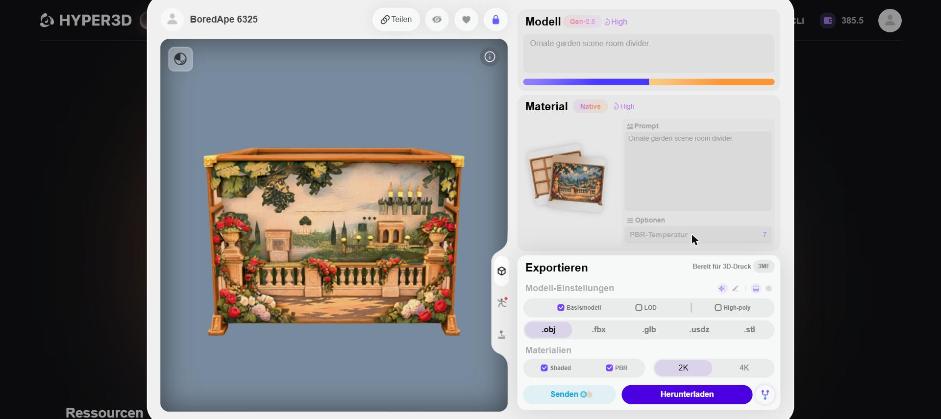 HYPER3D
BoredApe 6325
Teilen
CLI
385.5
Modell Gen-2.5 High
Ornate garden scene room divider.
Material Native High
Prompt
Ornate garden scene room divider.
Optionen
PBR-Temperatur 7
Exportieren Bereit für 3D-Druck 3MF
Modell-Einstellungen
Basismodell LOD High-poly
.obj .fbx .glb .usdz .stl
Materialien
Shaded PBR 2K 4K
Senden Herunterladen
Ressourcen